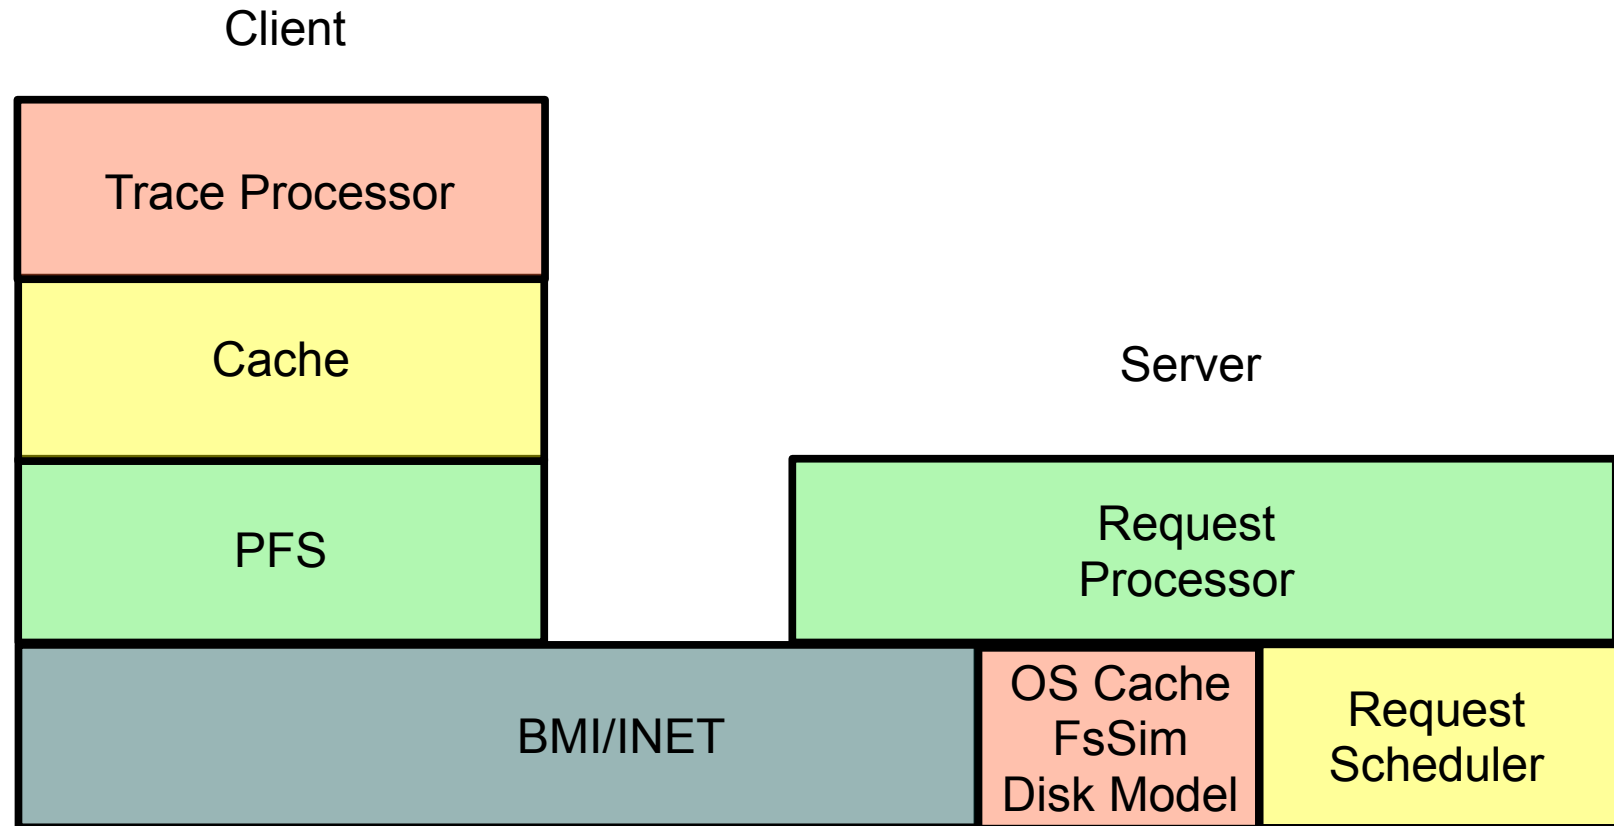 Client
Trace Processor
Cache
PFS
Server
Request
Processor
BMI/INET
OS Cache
FsSim
Disk Model
Request
Scheduler